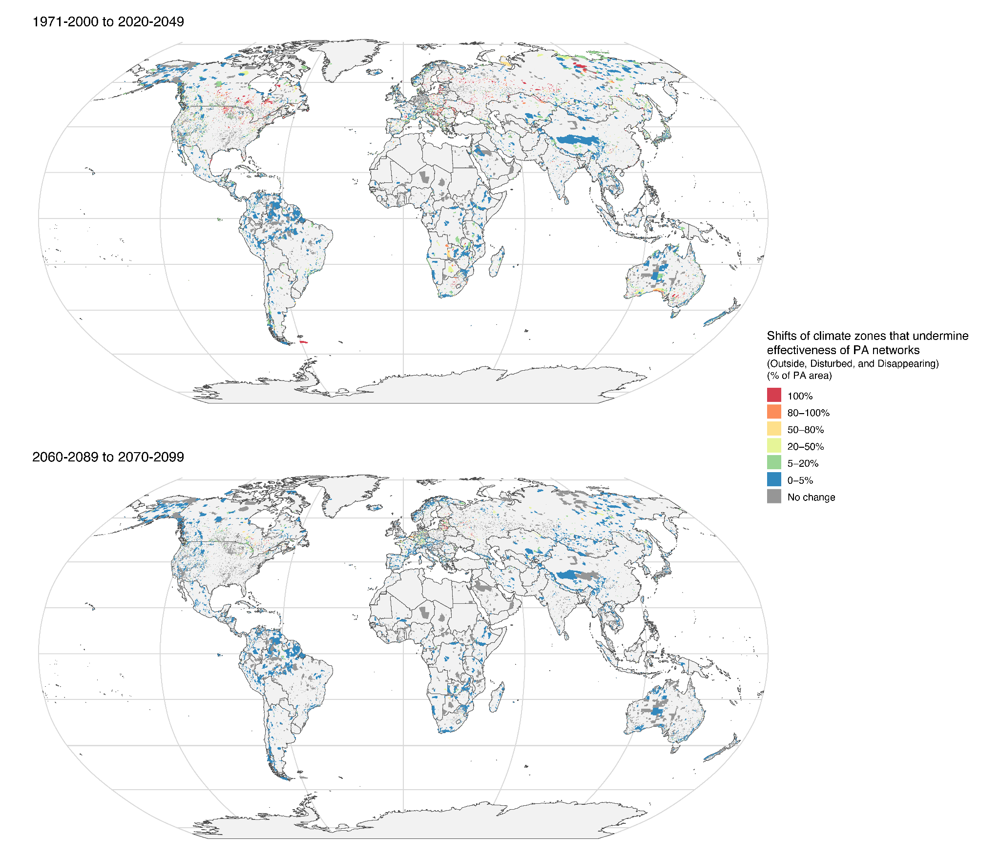 1971-2000 to 2020-2049
Shifts of climate zones that undermine
effectiveness of PA networks
(Outside, Disturbed, and Disappearing)
(% of PA area)
100%
80–100%
50–80%
20–50%
5–20%
0–5%
No change
2060-2089 to 2070-2099